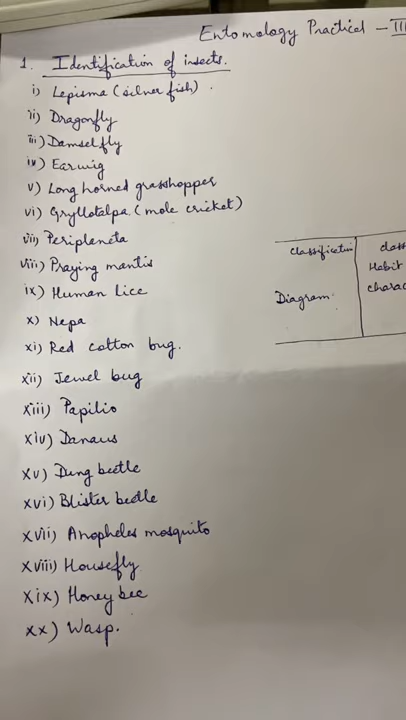 Entomology Practical - III
1. Identification of insects.
i) Lepisma (silver fish).
ii) Dragonfly
iii) Damselfly
iv) Earwig
v) Long horned grasshopper
vi) Gryllotalpa (mole cricket)
vii) Periplaneta
viii) Praying mantis
ix) Human lice
x) Nepa
xi) Red cotton bug.
xii) Jewel bug
xiii) Papilio
xiv) Danaus
xv) Dung beetle
xvi) Blister beetle
xvii) Anopheles mosquito
xviii) Housefly
xix) Honey bee
xx) Wasp.
Classification
Diagram.
Habit